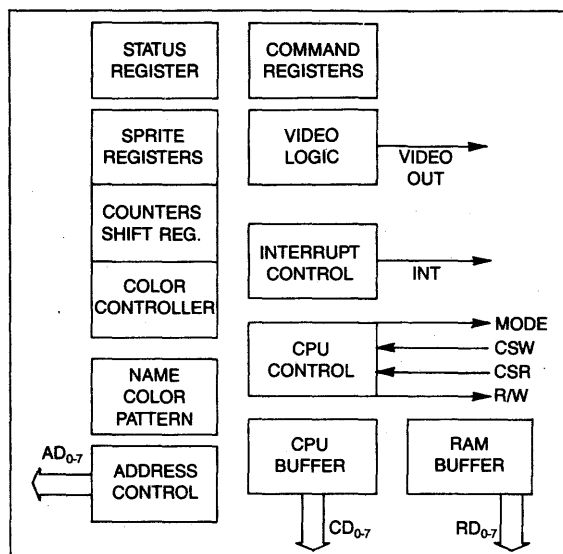 STATUS
REGISTER
COMMAND
REGISTERS
SPRITE
REGISTERS
VIDEO
LOGIC
VIDEO
OUT
COUNTERS
SHIFT REG.
INTERRUPT
CONTROL
INT
COLOR
CONTROLLER
CPU
CONTROL
MODE
CSW
CSR
R/W
NAME
COLOR
PATTERN
AD0-7
ADDRESS
CONTROL
CPU
BUFFER
RAM
BUFFER
CD0-7
RD0-7